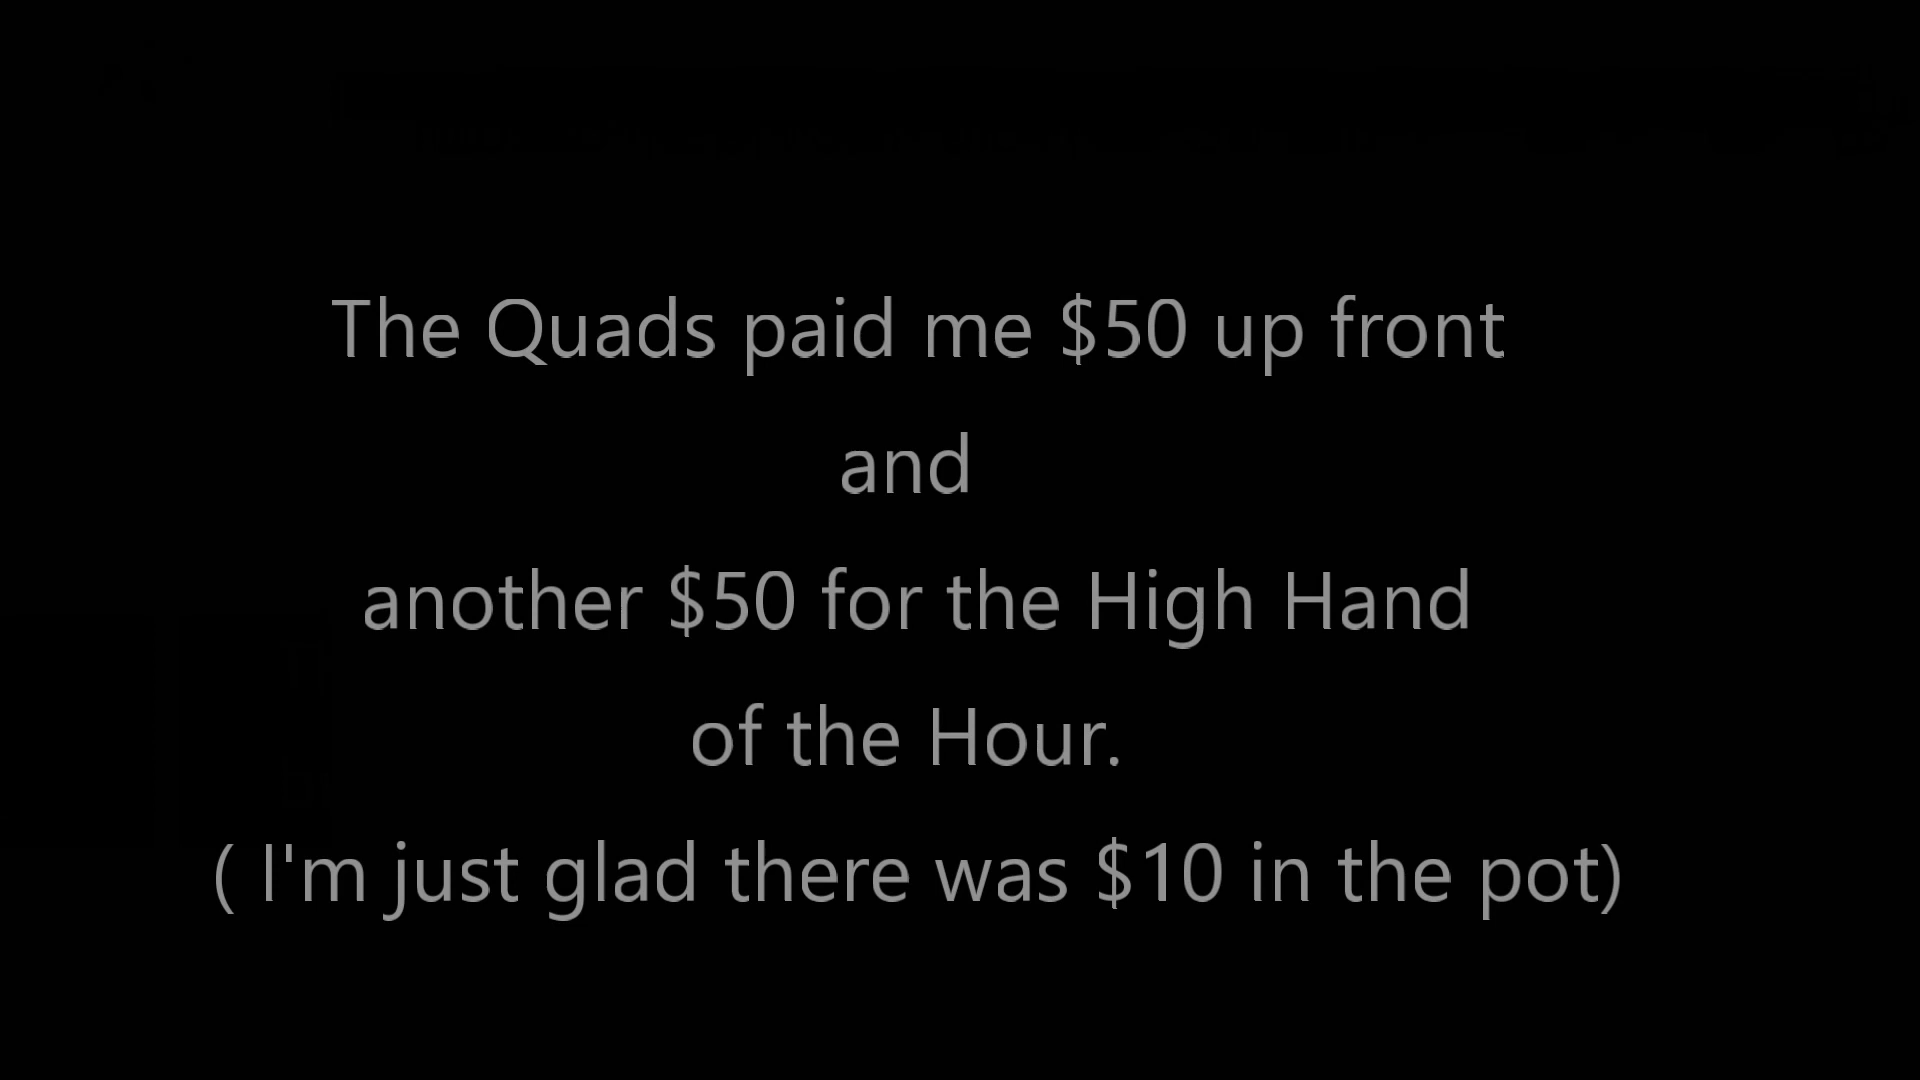 The Quads paid me $50 up front
and
another $50 for the High Hand
of the Hour.
( I'm just glad there was $10 in the pot)